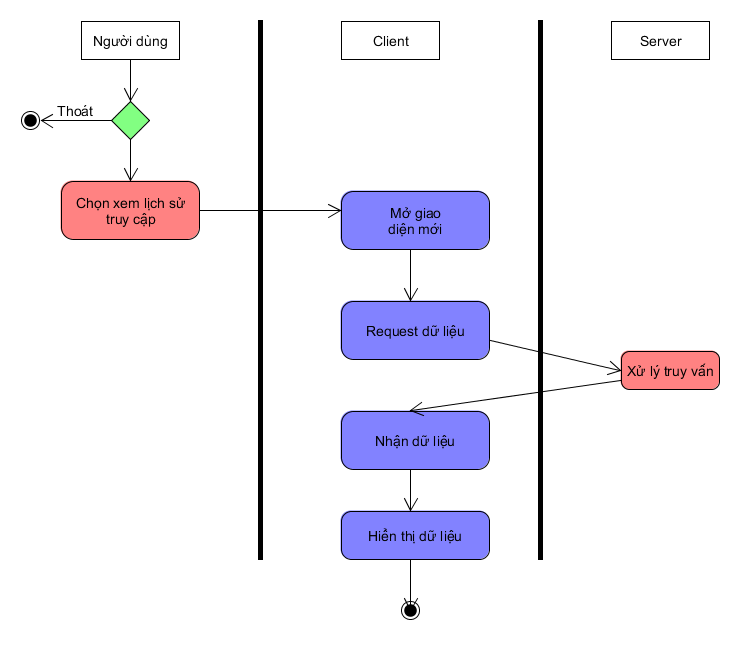 Người dùng
Client
Server
Thoát
Chọn xem lịch sử
truy cập
Mở giao
diện mới
Request dữ liệu
Xử lý truy vấn
Nhận dữ liệu
Hiển thị dữ liệu